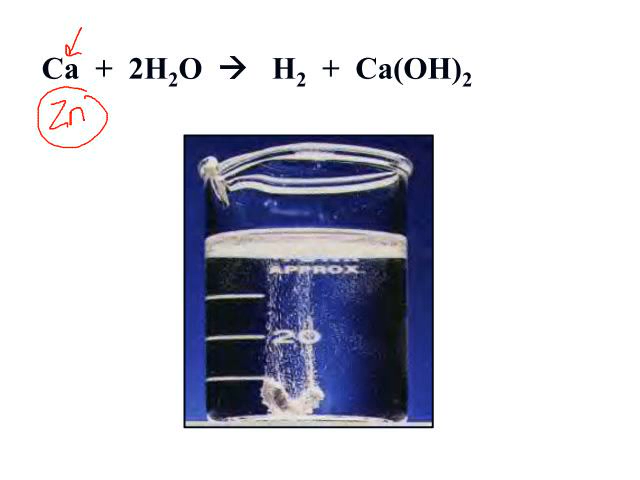 Ca + 2H₂O → H₂ + Ca(OH)₂
Zn
APPROX
20